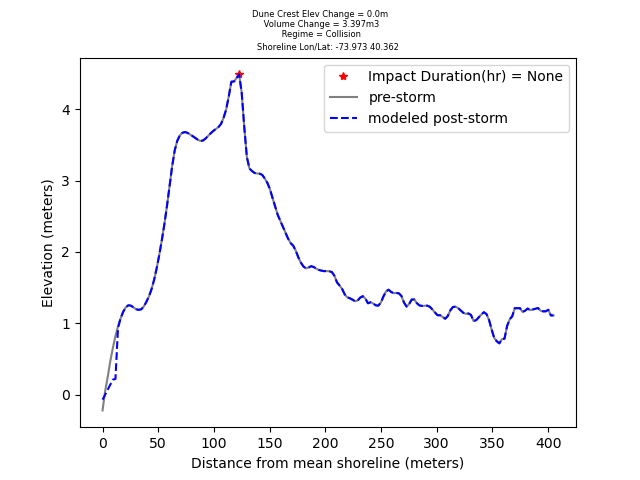 Dune Crest Elev Change = 0.0m
Volume Change = 3.397m3
Regime = Collision
Shoreline Lon/Lat: -73.973 40.362
Impact Duration(hr) = None
pre-storm
modeled post-storm
Elevation (meters)
4
3
2
1
0
0 50 100 150 200 250 300 350 400
Distance from mean shoreline (meters)